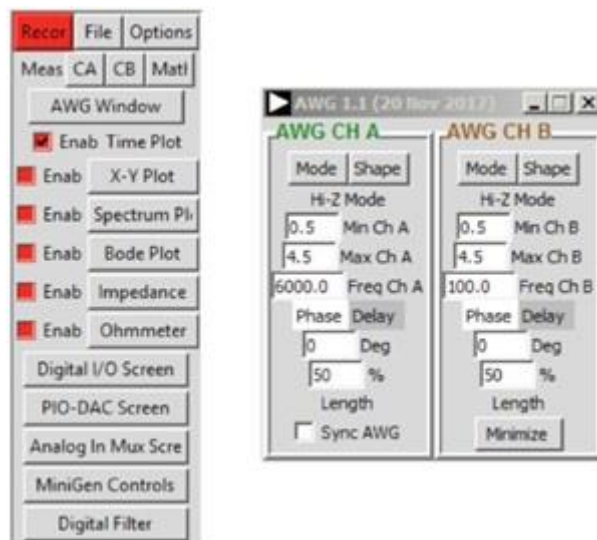 Recor File Options
Meas CA CB Matl
AWG Window
Enab Time Plot
Enab X-Y Plot
Enab Spectrum Pl
Enab Bode Plot
Enab Impedance
Enab Ohmmeter
Digital I/O Screen
PIO-DAC Screen
Analog In Mux Scre
MiniGen Controls
Digital Filter
AWG 1.1 (20 Nov 2017)
AWG CH A
Mode Shape
Hi-Z Mode
0.5 Min Ch A
4.5 Max Ch A
6000.0 Freq Ch A
Phase Delay
0 Deg
50 %
Length
Sync AWG
AWG CH B
Mode Shape
Hi-Z Mode
0.5 Min Ch B
4.5 Max Ch B
100.0 Freq Ch B
Phase Delay
0 Deg
50 %
Length
Minimize